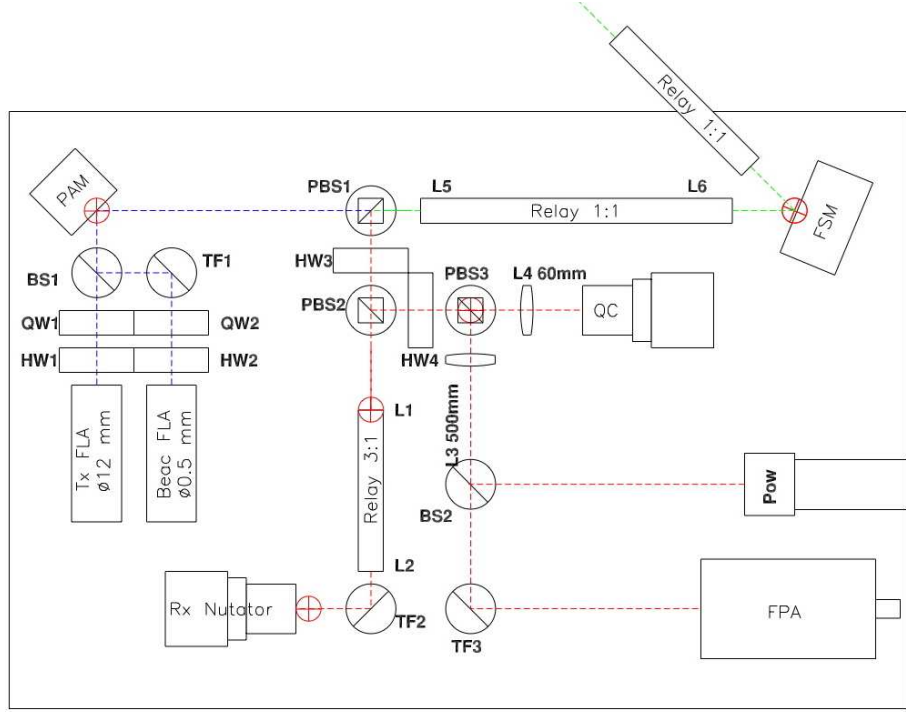 Relay 1:1
PAM
PBS1
L5
L6
Relay 1:1
FSM
BS1
TF1
HW3
PBS2
PBS3
L4 60mm
QC
QW1
QW2
HW1
HW2
HW4
Tx FLA
ø12 mm
Beac FLA
ø0.5 mm
L1
Relay 3:1
L2
L3 500mm
BS2
Pow
Rx Nutator
TF2
TF3
FPA